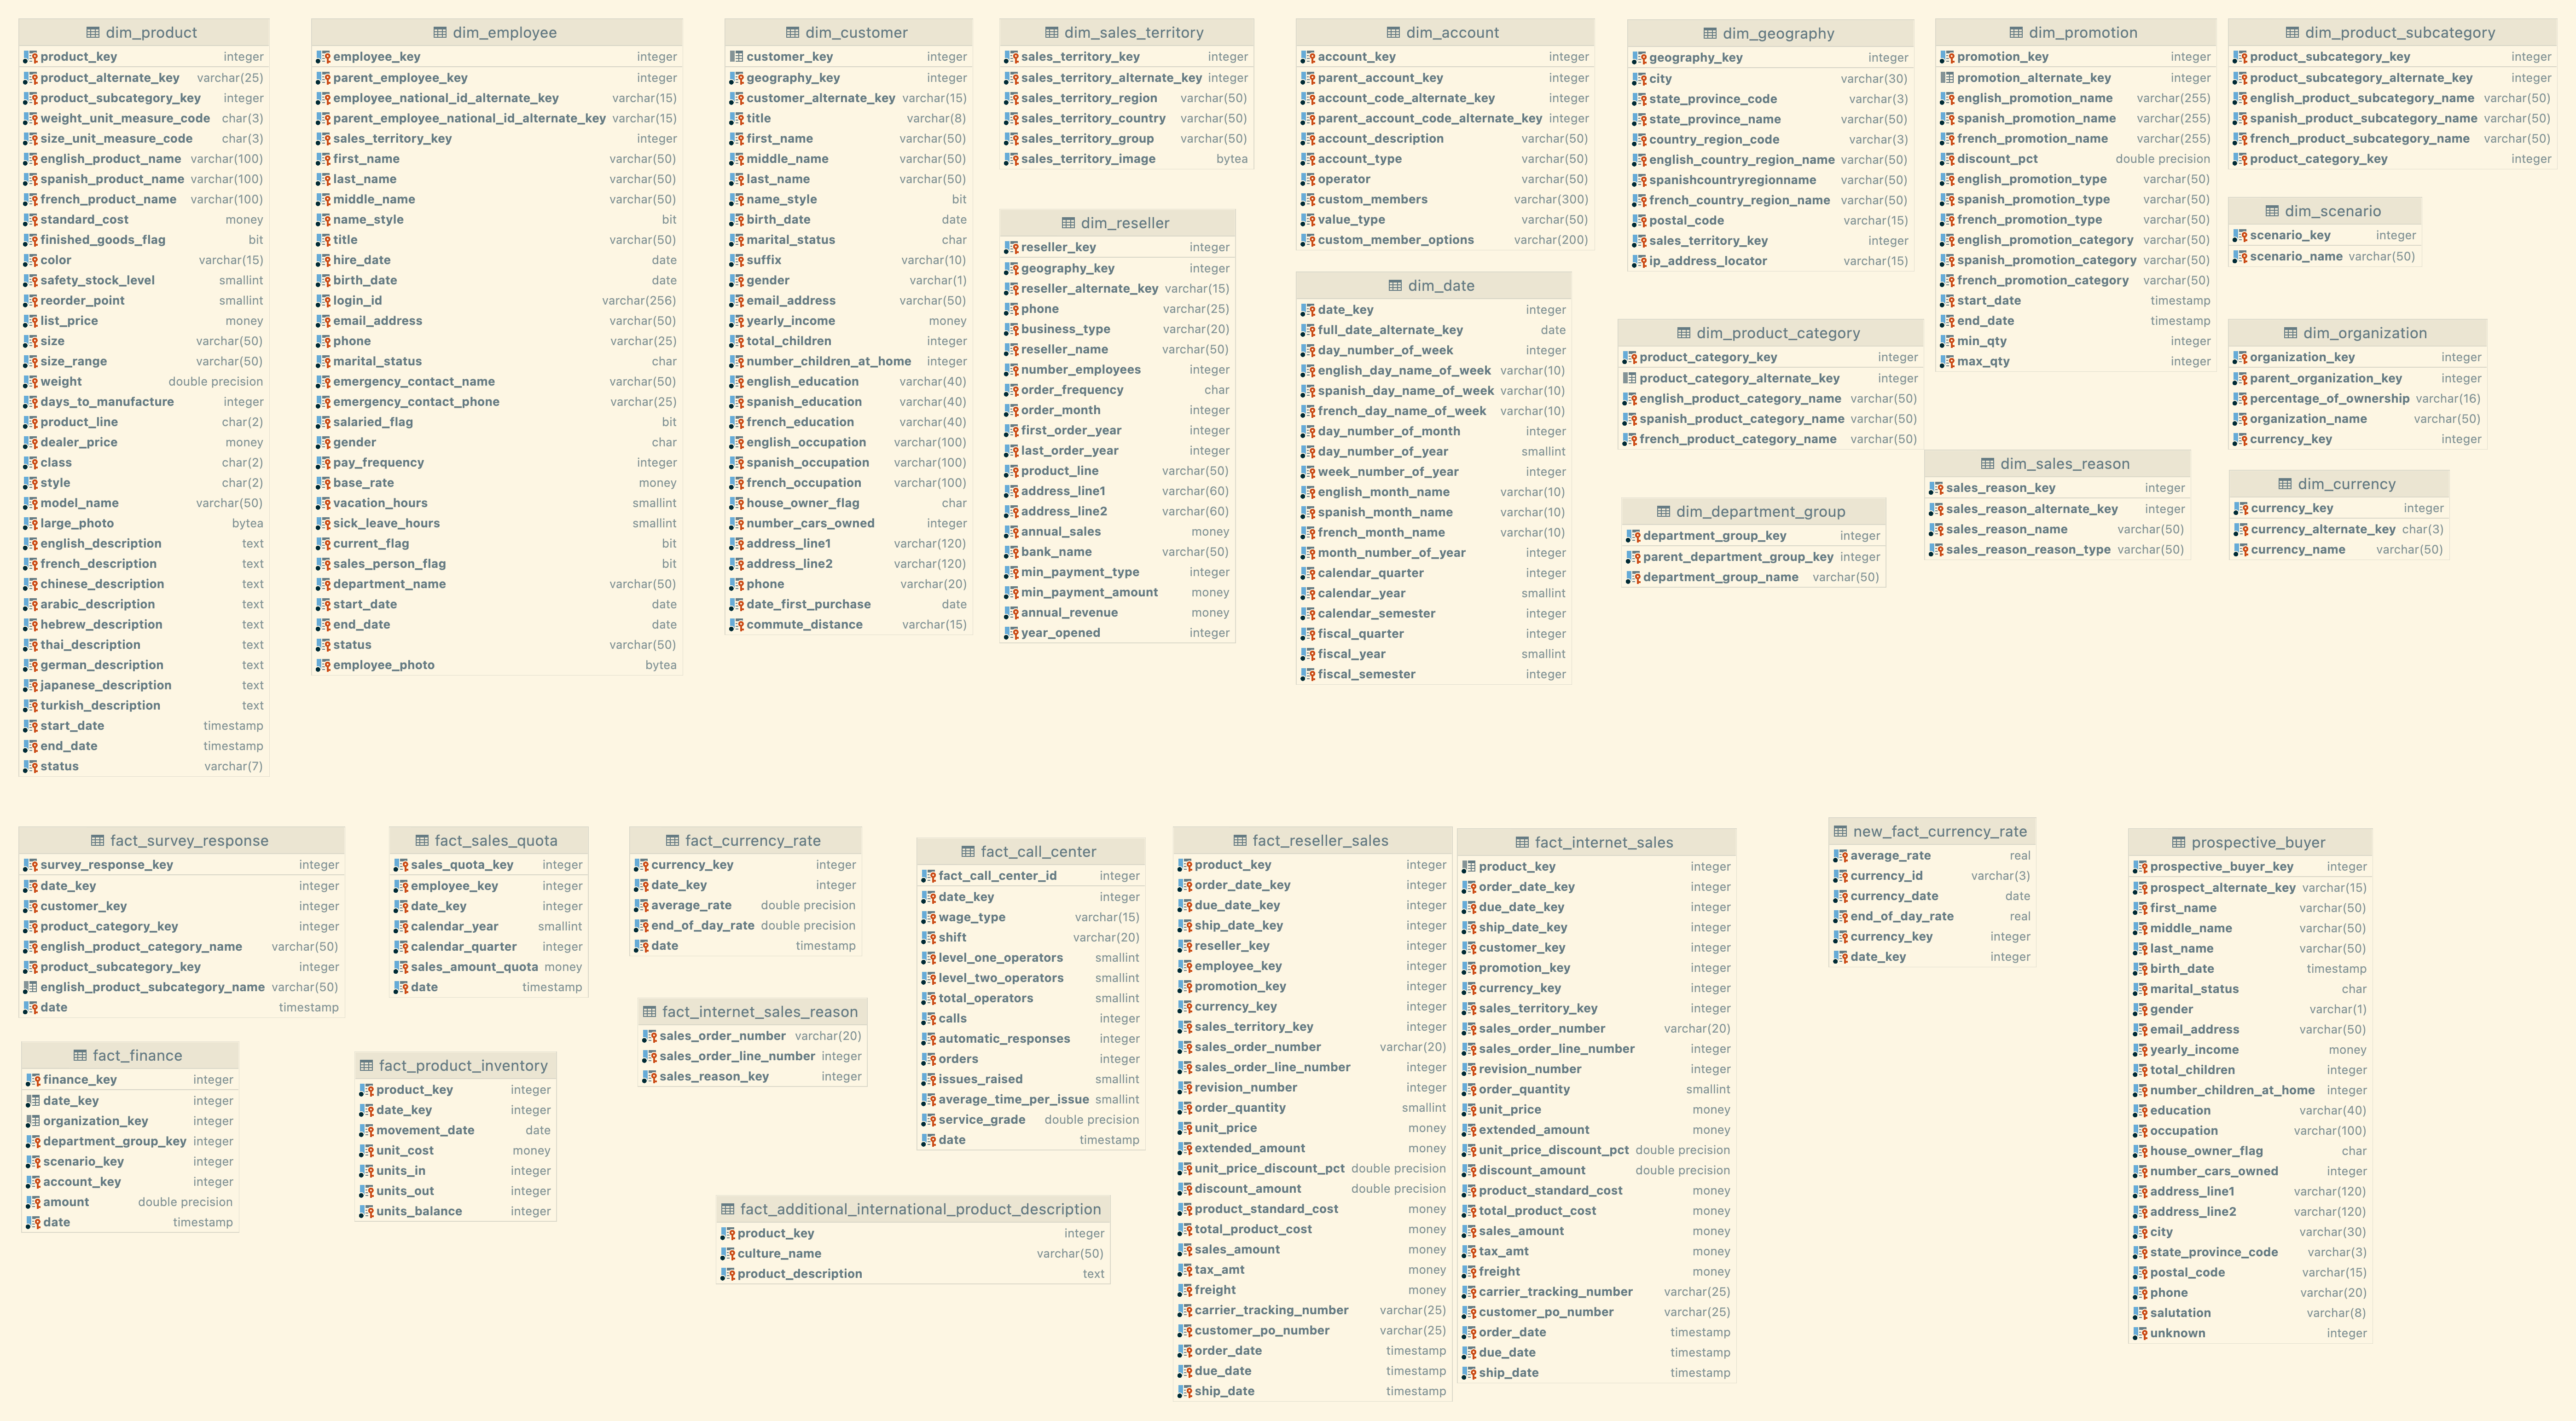 dim_product
product_key integer
product_alternate_key varchar(25)
product_subcategory_key integer
weight_unit_measure_code char(3)
size_unit_measure_code char(3)
english_product_name varchar(100)
spanish_product_name varchar(100)
french_product_name varchar(100)
standard_cost money
finished_goods_flag bit
color varchar(15)
safety_stock_level smallint
reorder_point smallint
list_price money
size varchar(50)
size_range varchar(50)
weight double precision
days_to_manufacture integer
product_line char(2)
dealer_price money
class char(2)
style char(2)
model_name varchar(50)
large_photo bytea
english_description text
french_description text
chinese_description text
arabic_description text
hebrew_description text
thai_description text
german_description text
japanese_description text
turkish_description text
start_date timestamp
end_date timestamp
status varchar(7)
dim_employee
employee_key integer
parent_employee_key integer
employee_national_id_alternate_key varchar(15)
parent_employee_national_id_alternate_key varchar(15)
sales_territory_key integer
first_name varchar(50)
last_name varchar(50)
middle_name varchar(50)
name_style bit
title varchar(50)
hire_date date
birth_date date
login_id varchar(256)
email_address varchar(50)
phone varchar(25)
marital_status char
emergency_contact_name varchar(50)
emergency_contact_phone varchar(25)
salaried_flag bit
gender char
pay_frequency integer
base_rate money
vacation_hours smallint
sick_leave_hours smallint
current_flag bit
sales_person_flag bit
department_name varchar(50)
start_date date
end_date date
status varchar(50)
employee_photo bytea
dim_customer
customer_key integer
geography_key integer
customer_alternate_key varchar(15)
title varchar(8)
first_name varchar(50)
middle_name varchar(50)
last_name varchar(50)
name_style bit
birth_date date
marital_status char
suffix varchar(10)
gender varchar(1)
email_address varchar(50)
yearly_income money
total_children integer
number_children_at_home integer
english_education varchar(40)
spanish_education varchar(40)
french_education varchar(40)
english_occupation varchar(100)
spanish_occupation varchar(100)
french_occupation varchar(100)
house_owner_flag char
number_cars_owned integer
address_line1 varchar(120)
address_line2 varchar(120)
phone varchar(20)
date_first_purchase date
commute_distance varchar(15)
dim_sales_territory
sales_territory_key integer
sales_territory_alternate_key integer
sales_territory_region varchar(50)
sales_territory_country varchar(50)
sales_territory_group varchar(50)
sales_territory_image bytea
dim_reseller
reseller_key integer
geography_key integer
reseller_alternate_key varchar(15)
phone varchar(25)
business_type varchar(20)
reseller_name varchar(50)
number_employees integer
order_frequency char
order_month integer
first_order_year integer
last_order_year integer
product_line varchar(50)
address_line1 varchar(60)
address_line2 varchar(60)
annual_sales money
bank_name varchar(50)
min_payment_type integer
min_payment_amount money
annual_revenue money
year_opened integer
dim_account
account_key integer
parent_account_key integer
account_code_alternate_key integer
parent_account_code_alternate_key integer
account_description varchar(50)
account_type varchar(50)
operator varchar(50)
custom_members varchar(300)
value_type varchar(50)
custom_member_options varchar(200)
dim_date
date_key integer
full_date_alternate_key date
day_number_of_week integer
english_day_name_of_week varchar(10)
spanish_day_name_of_week varchar(10)
french_day_name_of_week varchar(10)
day_number_of_month integer
day_number_of_year smallint
week_number_of_year integer
english_month_name varchar(10)
spanish_month_name varchar(10)
french_month_name varchar(10)
month_number_of_year integer
calendar_quarter integer
calendar_year smallint
calendar_semester integer
fiscal_quarter integer
fiscal_year smallint
fiscal_semester integer
dim_geography
geography_key integer
city varchar(30)
state_province_code varchar(3)
state_province_name varchar(50)
country_region_code varchar(3)
english_country_region_name varchar(50)
spanishcountryregionname varchar(50)
french_country_region_name varchar(50)
postal_code varchar(15)
sales_territory_key integer
ip_address_locator varchar(15)
dim_product_category
product_category_key integer
product_category_alternate_key integer
english_product_category_name varchar(50)
spanish_product_category_name varchar(50)
french_product_category_name varchar(50)
dim_department_group
department_group_key integer
parent_department_group_key integer
department_group_name varchar(50)
dim_promotion
promotion_key integer
promotion_alternate_key integer
english_promotion_name varchar(255)
spanish_promotion_name varchar(255)
french_promotion_name varchar(255)
discount_pct double precision
english_promotion_type varchar(50)
spanish_promotion_type varchar(50)
french_promotion_type varchar(50)
english_promotion_category varchar(50)
spanish_promotion_category varchar(50)
french_promotion_category varchar(50)
start_date timestamp
end_date timestamp
min_qty integer
max_qty integer
dim_sales_reason
sales_reason_key integer
sales_reason_alternate_key integer
sales_reason_name varchar(50)
sales_reason_reason_type varchar(50)
dim_product_subcategory
product_subcategory_key integer
product_subcategory_alternate_key integer
english_product_subcategory_name varchar(50)
spanish_product_subcategory_name varchar(50)
french_product_subcategory_name varchar(50)
product_category_key integer
dim_scenario
scenario_key integer
scenario_name varchar(50)
dim_organization
organization_key integer
parent_organization_key integer
percentage_of_ownership varchar(16)
organization_name varchar(50)
currency_key integer
dim_currency
currency_key integer
currency_alternate_key char(3)
currency_name varchar(50)
fact_survey_response
survey_response_key integer
date_key integer
customer_key integer
product_category_key integer
english_product_category_name varchar(50)
product_subcategory_key integer
english_product_subcategory_name varchar(50)
date timestamp
fact_finance
finance_key integer
date_key integer
organization_key integer
department_group_key integer
scenario_key integer
account_key integer
amount double precision
date timestamp
fact_sales_quota
sales_quota_key integer
employee_key integer
date_key integer
calendar_year smallint
calendar_quarter integer
sales_amount_quota money
date timestamp
fact_product_inventory
product_key integer
date_key integer
movement_date date
unit_cost money
units_in integer
units_out integer
units_balance integer
fact_currency_rate
currency_key integer
date_key integer
average_rate double precision
end_of_day_rate double precision
date timestamp
fact_internet_sales_reason
sales_order_number varchar(20)
sales_order_line_number integer
sales_reason_key integer
fact_call_center
fact_call_center_id integer
date_key integer
wage_type varchar(15)
shift varchar(20)
level_one_operators smallint
level_two_operators smallint
total_operators smallint
calls integer
automatic_responses integer
orders integer
issues_raised smallint
average_time_per_issue smallint
service_grade double precision
date timestamp
fact_additional_international_product_description
product_key integer
culture_name varchar(50)
product_description text
fact_reseller_sales
product_key integer
order_date_key integer
due_date_key integer
ship_date_key integer
reseller_key integer
employee_key integer
promotion_key integer
currency_key integer
sales_territory_key integer
sales_order_number varchar(20)
sales_order_line_number integer
revision_number integer
order_quantity smallint
unit_price money
extended_amount money
unit_price_discount_pct double precision
discount_amount double precision
product_standard_cost money
total_product_cost money
sales_amount money
tax_amt money
freight money
carrier_tracking_number varchar(25)
customer_po_number varchar(25)
order_date timestamp
due_date timestamp
ship_date timestamp
fact_internet_sales
product_key integer
order_date_key integer
due_date_key integer
ship_date_key integer
customer_key integer
promotion_key integer
currency_key integer
sales_territory_key integer
sales_order_number varchar(20)
sales_order_line_number integer
revision_number integer
order_quantity smallint
unit_price money
extended_amount money
unit_price_discount_pct double precision
discount_amount double precision
product_standard_cost money
total_product_cost money
sales_amount money
tax_amt money
freight money
carrier_tracking_number varchar(25)
customer_po_number varchar(25)
order_date timestamp
due_date timestamp
ship_date timestamp
new_fact_currency_rate
average_rate real
currency_id varchar(3)
currency_date date
end_of_day_rate real
currency_key integer
date_key integer
prospective_buyer
prospective_buyer_key integer
prospect_alternate_key varchar(15)
first_name varchar(50)
middle_name varchar(50)
last_name varchar(50)
birth_date timestamp
marital_status char
gender varchar(1)
email_address varchar(50)
yearly_income money
total_children integer
number_children_at_home integer
education varchar(40)
occupation varchar(100)
house_owner_flag char
number_cars_owned integer
address_line1 varchar(120)
address_line2 varchar(120)
city varchar(30)
state_province_code varchar(3)
postal_code varchar(15)
phone varchar(20)
salutation varchar(8)
unknown integer